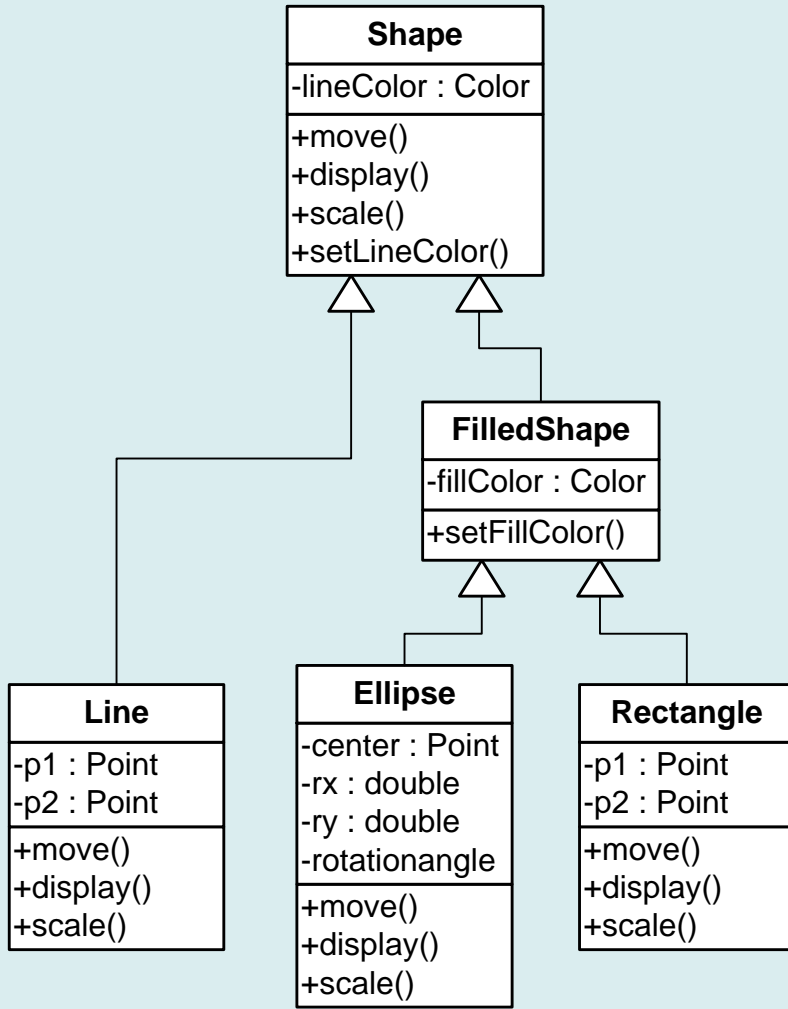 Shape
-lineColor : Color
+move()
+display()
+scale()
+setLineColor()
FilledShape
-fillColor : Color
+setFillColor()
Line
-p1 : Point
-p2 : Point
+move()
+display()
+scale()
Ellipse
-center : Point
-rx : double
-ry : double
-rotationangle
+move()
+display()
+scale()
Rectangle
-p1 : Point
-p2 : Point
+move()
+display()
+scale()